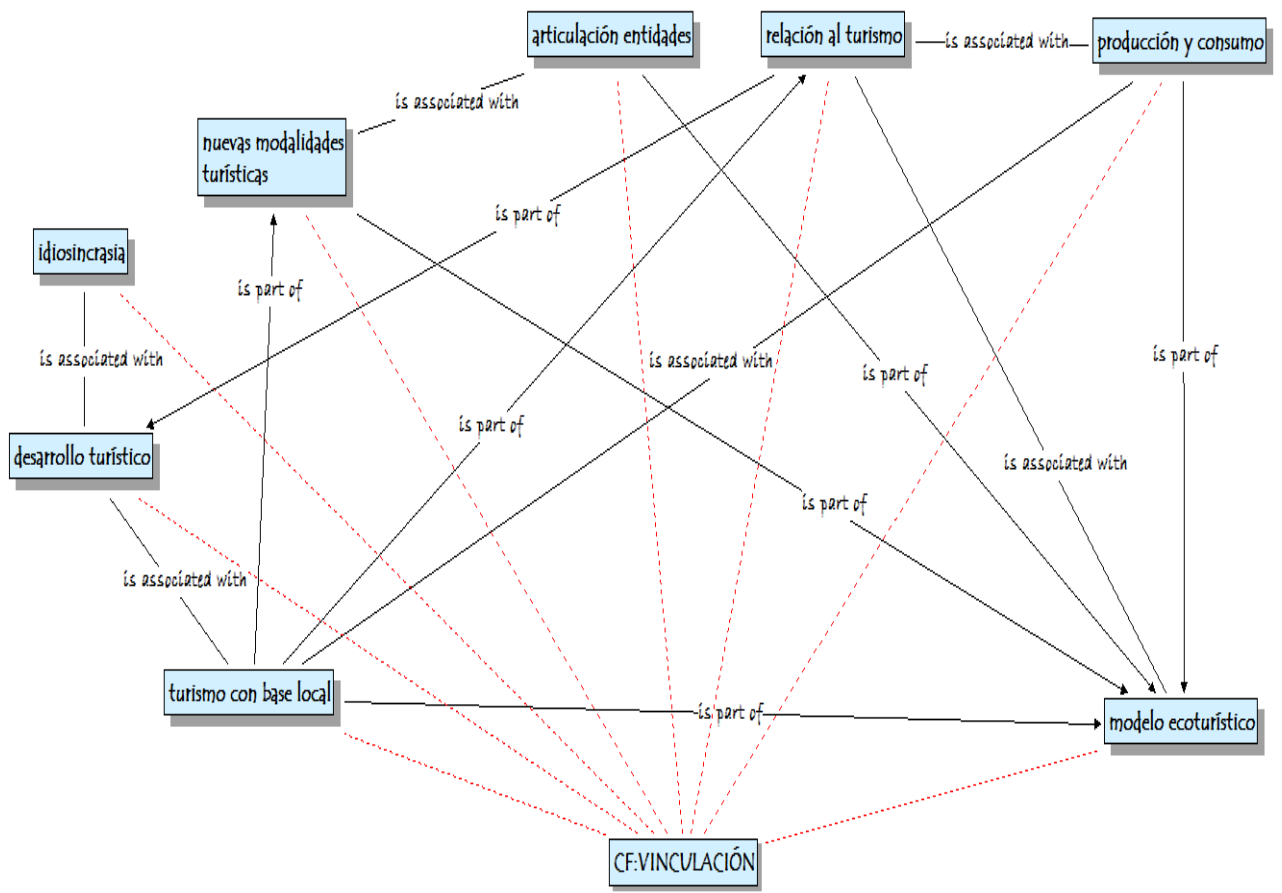 articulación entidades
relación al turismo
is associated with
producción y consumo
is associated with
nuevas modalidades
turísticas
is part of
idiosincrasia
is part of
is associated with
is associated with
is part of
is part of
is part of
desarrollo turístico
is associated with
is part of
is associated with
turismo con base local
is part of
modelo ecoturístico
CF:VINCULACIÓN